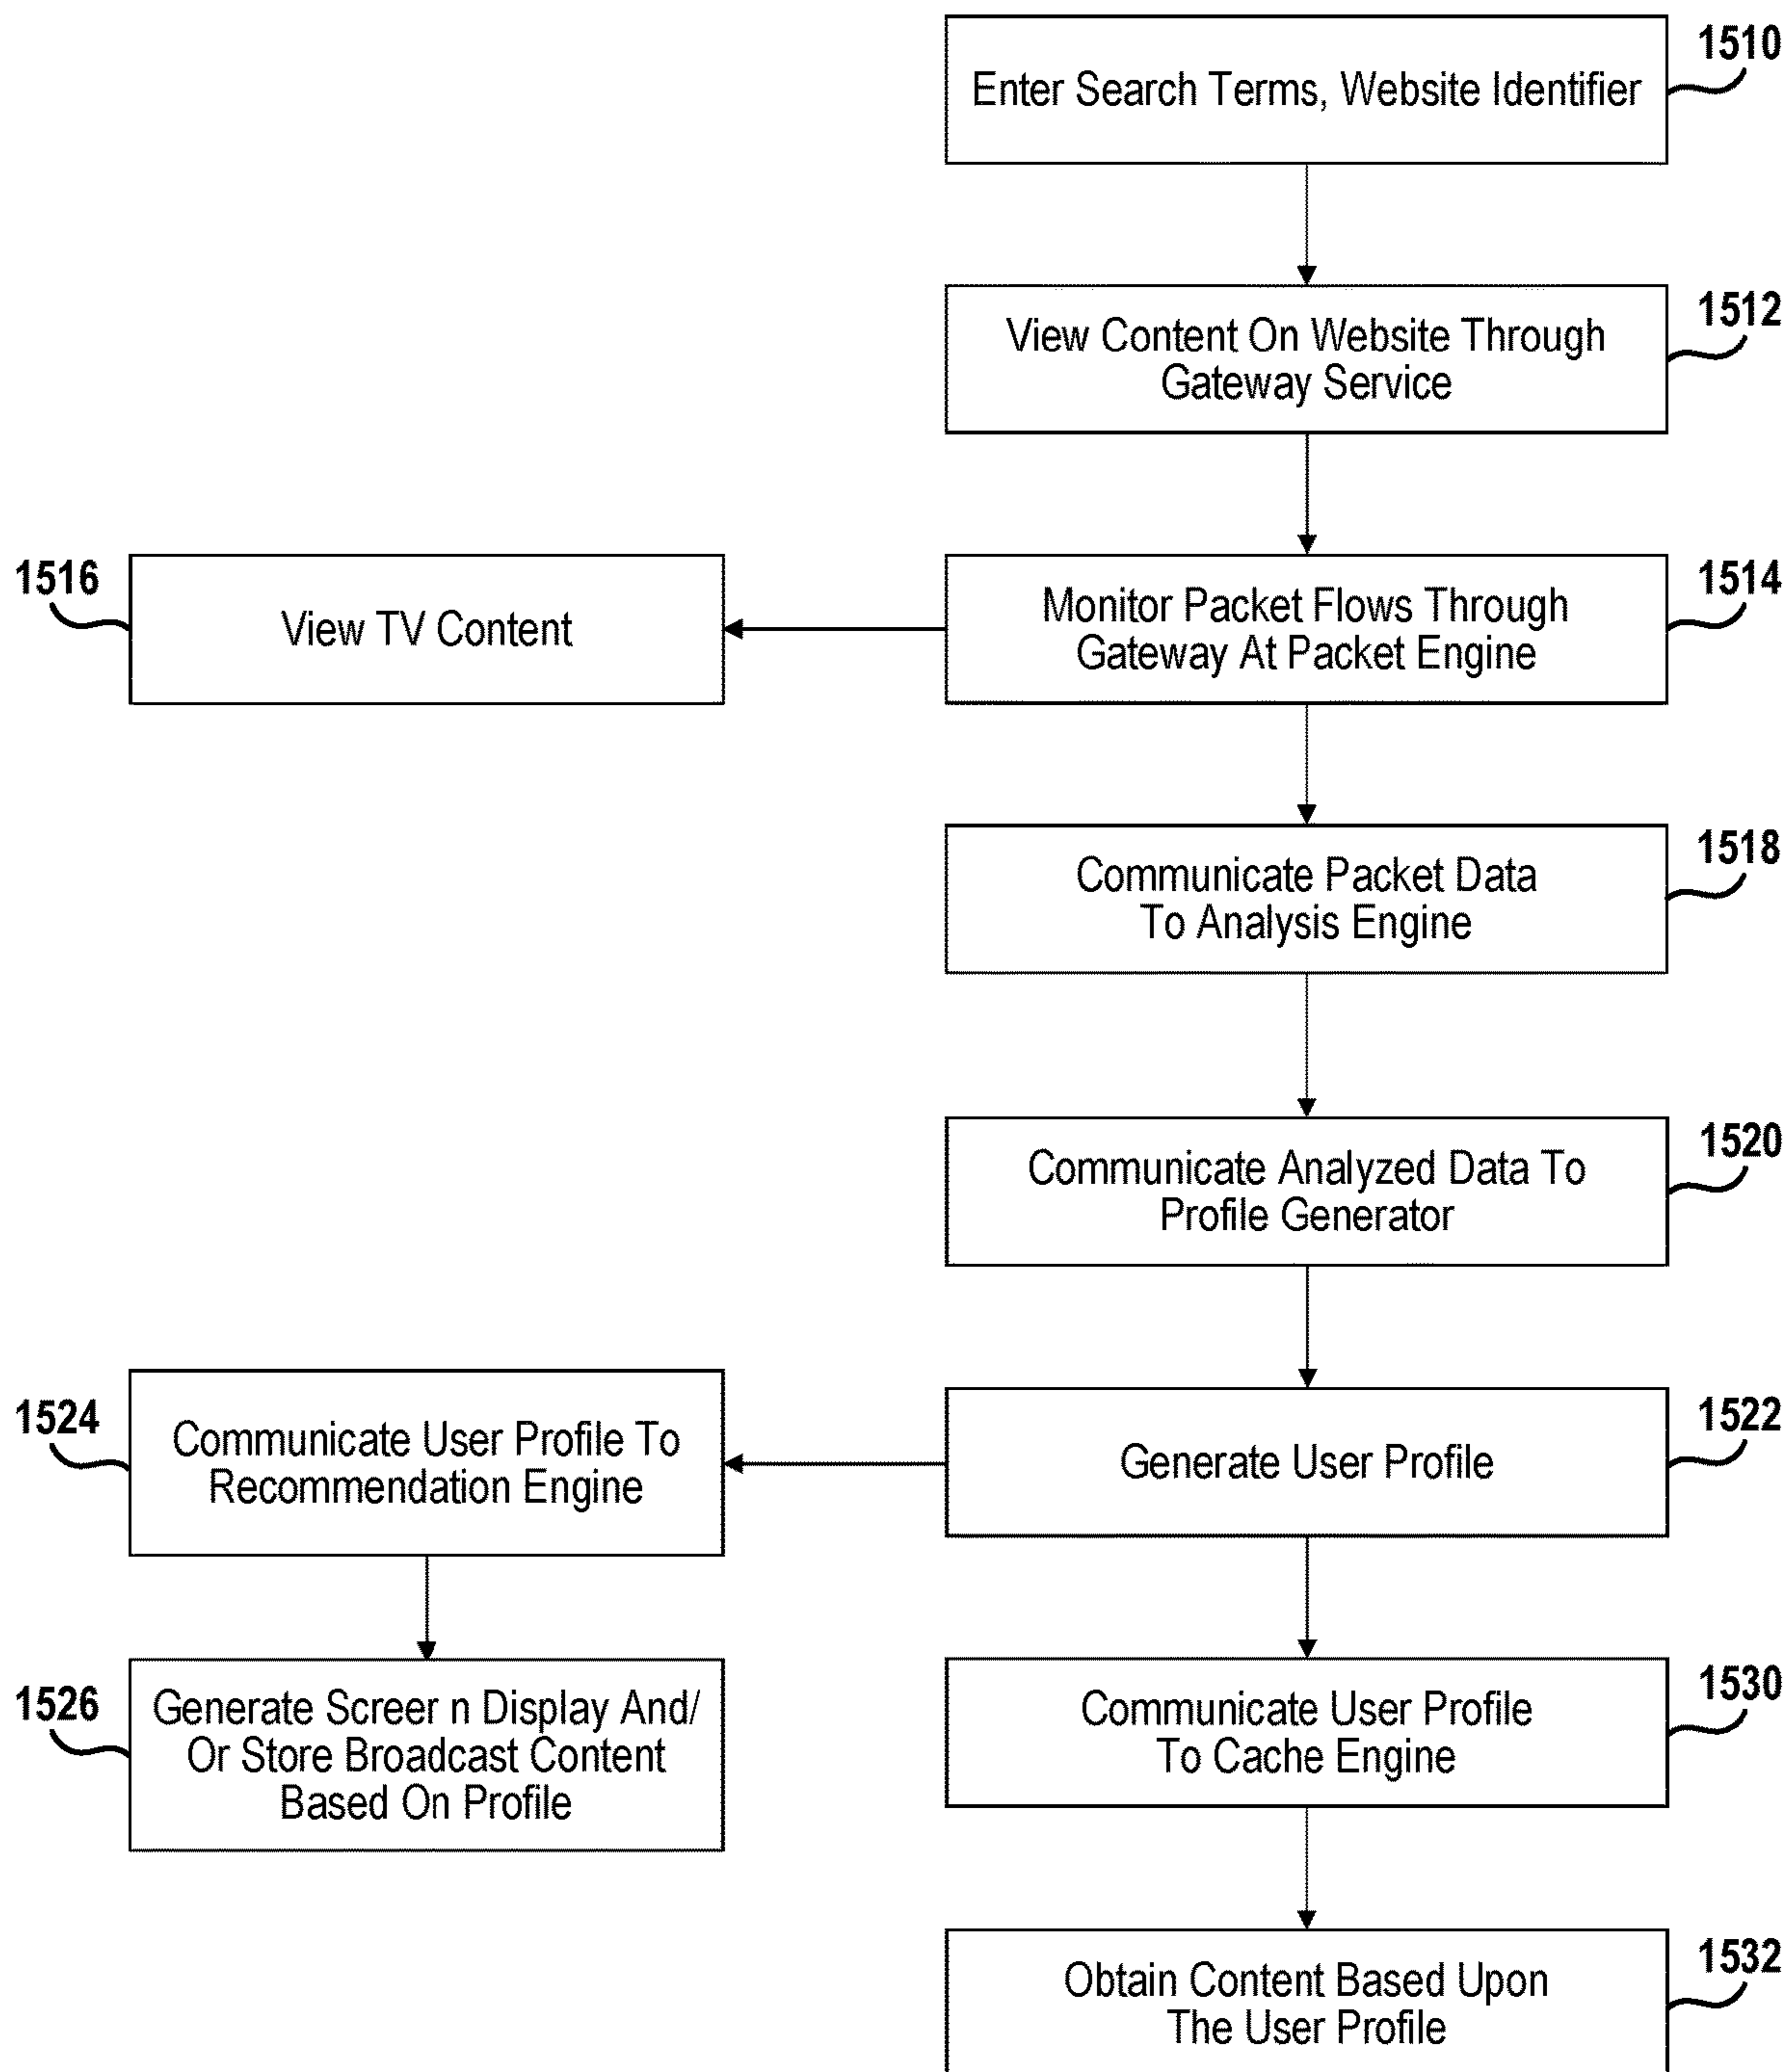 1510
Enter Search Terms, Website Identifier
1512
View Content On Website Through
Gateway Service
1516
View TV Content
1514
Monitor Packet Flows Through
Gateway At Packet Engine
1518
Communicate Packet Data
To Analysis Engine
1520
Communicate Analyzed Data To
Profile Generator
1524
Communicate User Profile To
Recommendation Engine
1522
Generate User Profile
1526
Generate Screer n Display And/
Or Store Broadcast Content
Based On Profile
1530
Communicate User Profile
To Cache Engine
1532
Obtain Content Based Upon
The User Profile